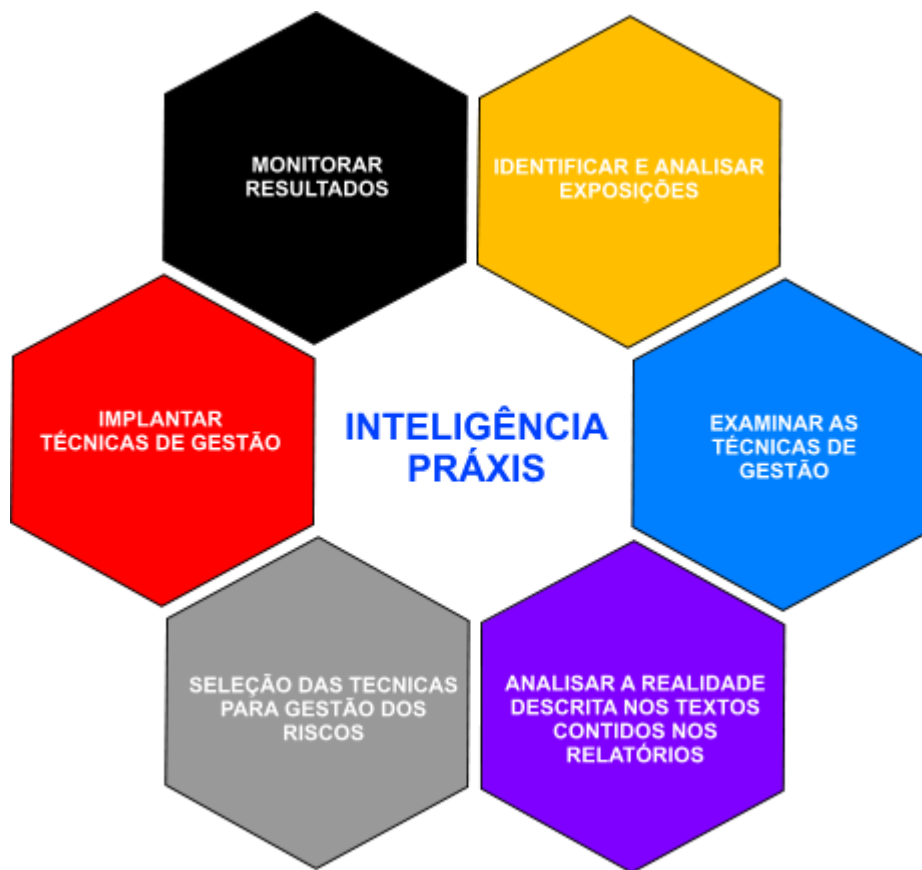 MONITORAR
RESULTADOS
IDENTIFICAR E ANALISAR
EXPOSIÇÕES
IMPLANTAR
TÉCNICAS DE GESTÃO
INTELIGÊNCIA
PRÁXIS
EXAMINAR AS
TÉCNICAS DE
GESTÃO
SELEÇÃO DAS TECNICAS
PARA GESTÃO DOS
RISCOS
ANALISAR A REALIDADE
DESCRITA NOS TEXTOS
CONTIDOS NOS
RELATÓRIOS